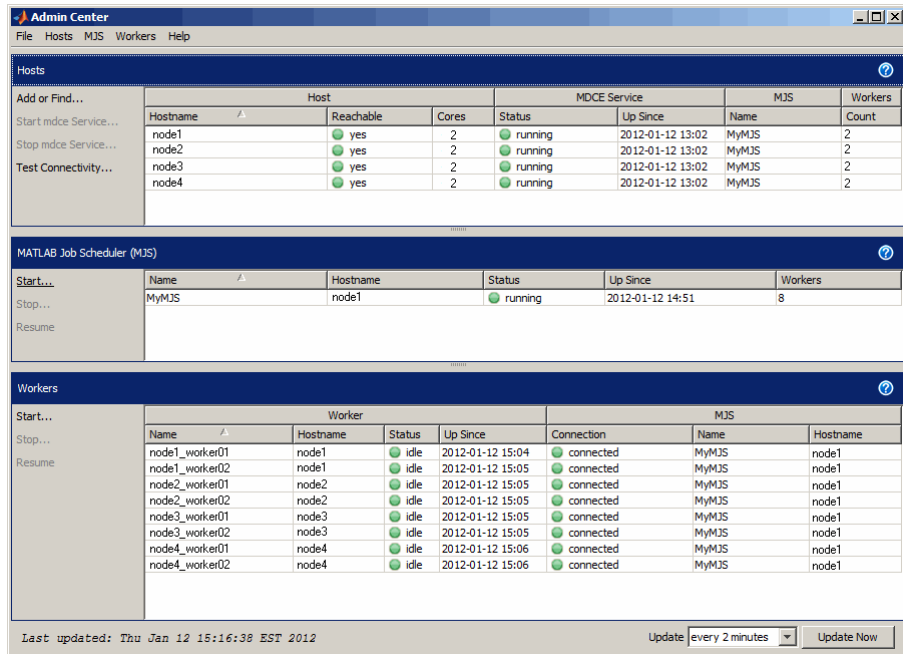 Admin Center
File Hosts MJS Workers Help
Hosts
Add or Find...
Start mdce Service...
Stop mdce Service...
Test Connectivity...
Host MDCE Service MJS Workers
Hostname Reachable Cores Status Up Since Name Count
node1 yes 2 running 2012-01-12 13:02 MyMJS 2
node2 yes 2 running 2012-01-12 13:02 MyMJS 2
node3 yes 2 running 2012-01-12 13:02 MyMJS 2
node4 yes 2 running 2012-01-12 13:02 MyMJS 2
MATLAB Job Scheduler (MJS)
Start...
Stop...
Resume
Name Hostname Status Up Since Workers
MyMJS node1 running 2012-01-12 14:51 8
Workers
Start...
Stop...
Resume
Worker MJS
Name Hostname Status Up Since Connection Name Hostname
node1_worker01 node1 idle 2012-01-12 15:04 connected MyMJS node1
node1_worker02 node1 idle 2012-01-12 15:05 connected MyMJS node1
node2_worker01 node2 idle 2012-01-12 15:05 connected MyMJS node1
node2_worker02 node2 idle 2012-01-12 15:05 connected MyMJS node1
node3_worker01 node3 idle 2012-01-12 15:05 connected MyMJS node1
node3_worker02 node3 idle 2012-01-12 15:05 connected MyMJS node1
node4_worker01 node4 idle 2012-01-12 15:06 connected MyMJS node1
node4_worker02 node4 idle 2012-01-12 15:06 connected MyMJS node1
Last updated: Thu Jan 12 15:16:38 EST 2012 Update every 2 minutes Update Now